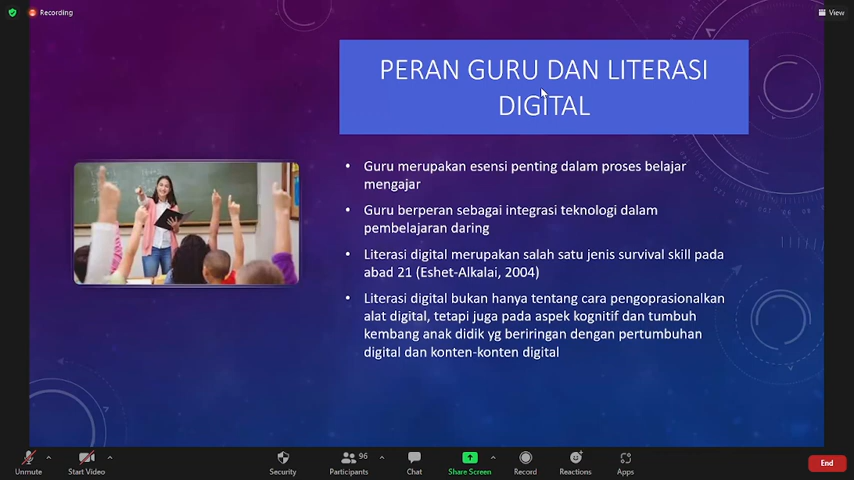 Recording
View
PERAN GURU DAN LITERASI
DIGITAL
• Guru merupakan esensi penting dalam proses belajar
mengajar
• Guru berperan sebagai integrasi teknologi dalam
pembelajaran daring
• Literasi digital merupakan salah satu jenis survival skill pada
abad 21 (Eshet-Alkalai, 2004)
• Literasi digital bukan hanya tentang cara pengoprasionalkan
alat digital, tetapi juga pada aspek kognitif dan tumbuh
kembang anak didik yg beriringan dengan pertumbuhan
digital dan konten-konten digital
96
Unmute
Start Video
Security
Participants
Chat
Share Screen
Record
Reactions
Apps
End